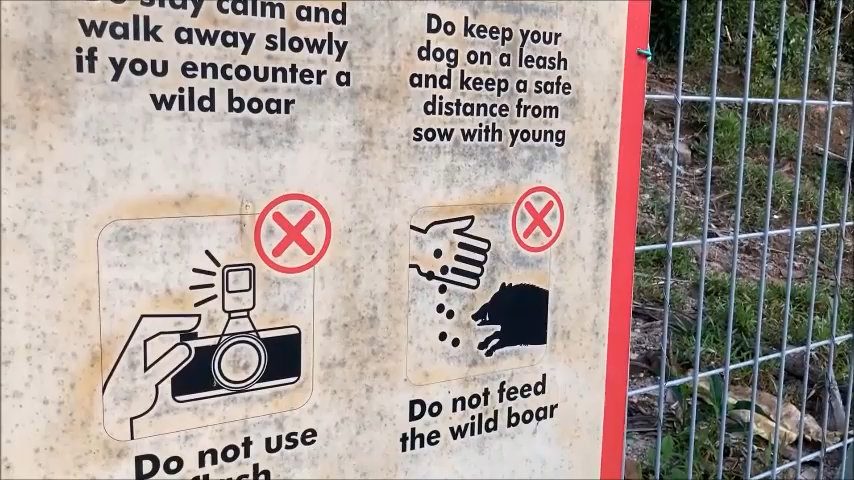 Do stay calm and
walk away slowly
if you encounter a
wild boar
Do keep your
dog on a leash
and keep a safe
distance from
sow with young
Do not use
flash
Do not feed
the wild boar